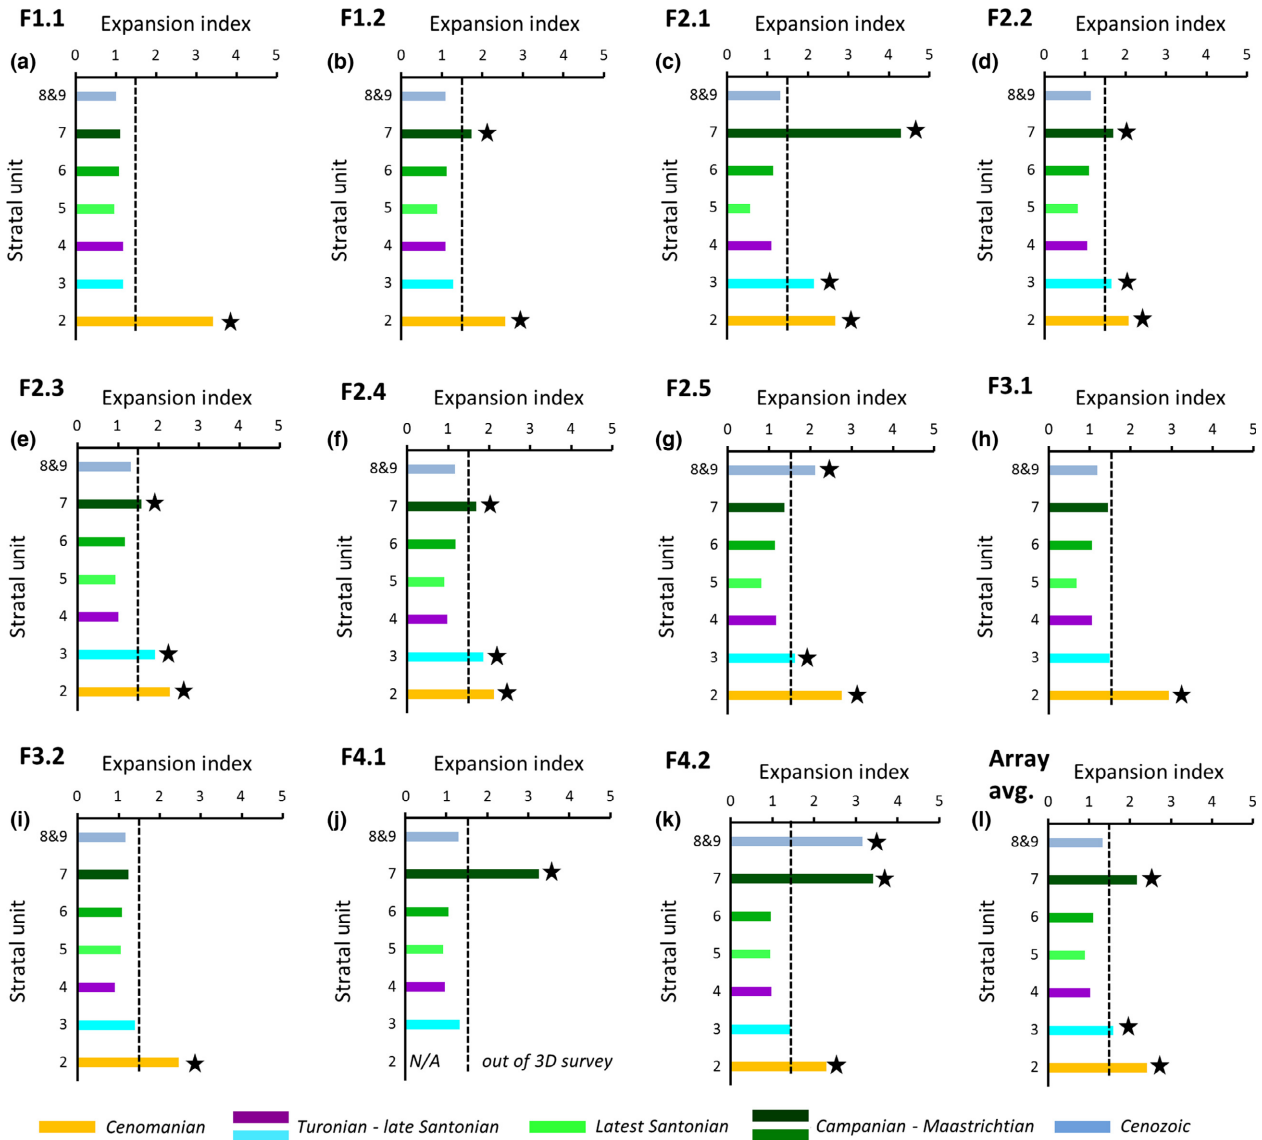 F1.1 Expansion index
(a) 0 1 2 3 4 5
Stratal unit
8&9
7
6
5
4
3
2
F1.2 Expansion index
(b) 0 1 2 3 4 5
Stratal unit
8&9
7
6
5
4
3
2
F2.1 Expansion index
(c) 0 1 2 3 4 5
Stratal unit
8&9
7
6
5
4
3
2
F2.2 Expansion index
(d) 0 1 2 3 4 5
Stratal unit
8&9
7
6
5
4
3
2
F2.3 Expansion index
(e) 0 1 2 3 4 5
Stratal unit
8&9
7
6
5
4
3
2
F2.4 Expansion index
(f) 0 1 2 3 4 5
Stratal unit
8&9
7
6
5
4
3
2
F2.5 Expansion index
(g) 0 1 2 3 4 5
Stratal unit
8&9
7
6
5
4
3
2
F3.1 Expansion index
(h) 0 1 2 3 4 5
Stratal unit
8&9
7
6
5
4
3
2
F3.2 Expansion index
(i) 0 1 2 3 4 5
Stratal unit
8&9
7
6
5
4
3
2
F4.1 Expansion index
(j) 0 1 2 3 4 5
Stratal unit
8&9
7
6
5
4
3
2 N/A out of 3D survey
F4.2 Expansion index
(k) 0 1 2 3 4 5
Stratal unit
8&9
7
6
5
4
3
2
Array
avg. Expansion index
(l) 0 1 2 3 4 5
Stratal unit
8&9
7
6
5
4
3
2
Cenomanian Turonian - late Santonian Latest Santonian Campanian - Maastrichtian Cenozoic